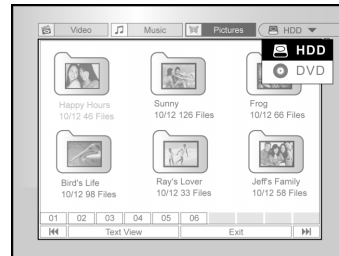 Video Music Pictures HDD
HDD
DVD
Happy Hours
10/12 46 Files
Sunny
10/12 126 Files
Frog
10/12 66 Files
Bird's Life
10/12 98 Files
Ray's Lover
10/12 33 Files
Jeff's Family
10/12 58 Files
01 02 03 04 05 06
Text View Exit